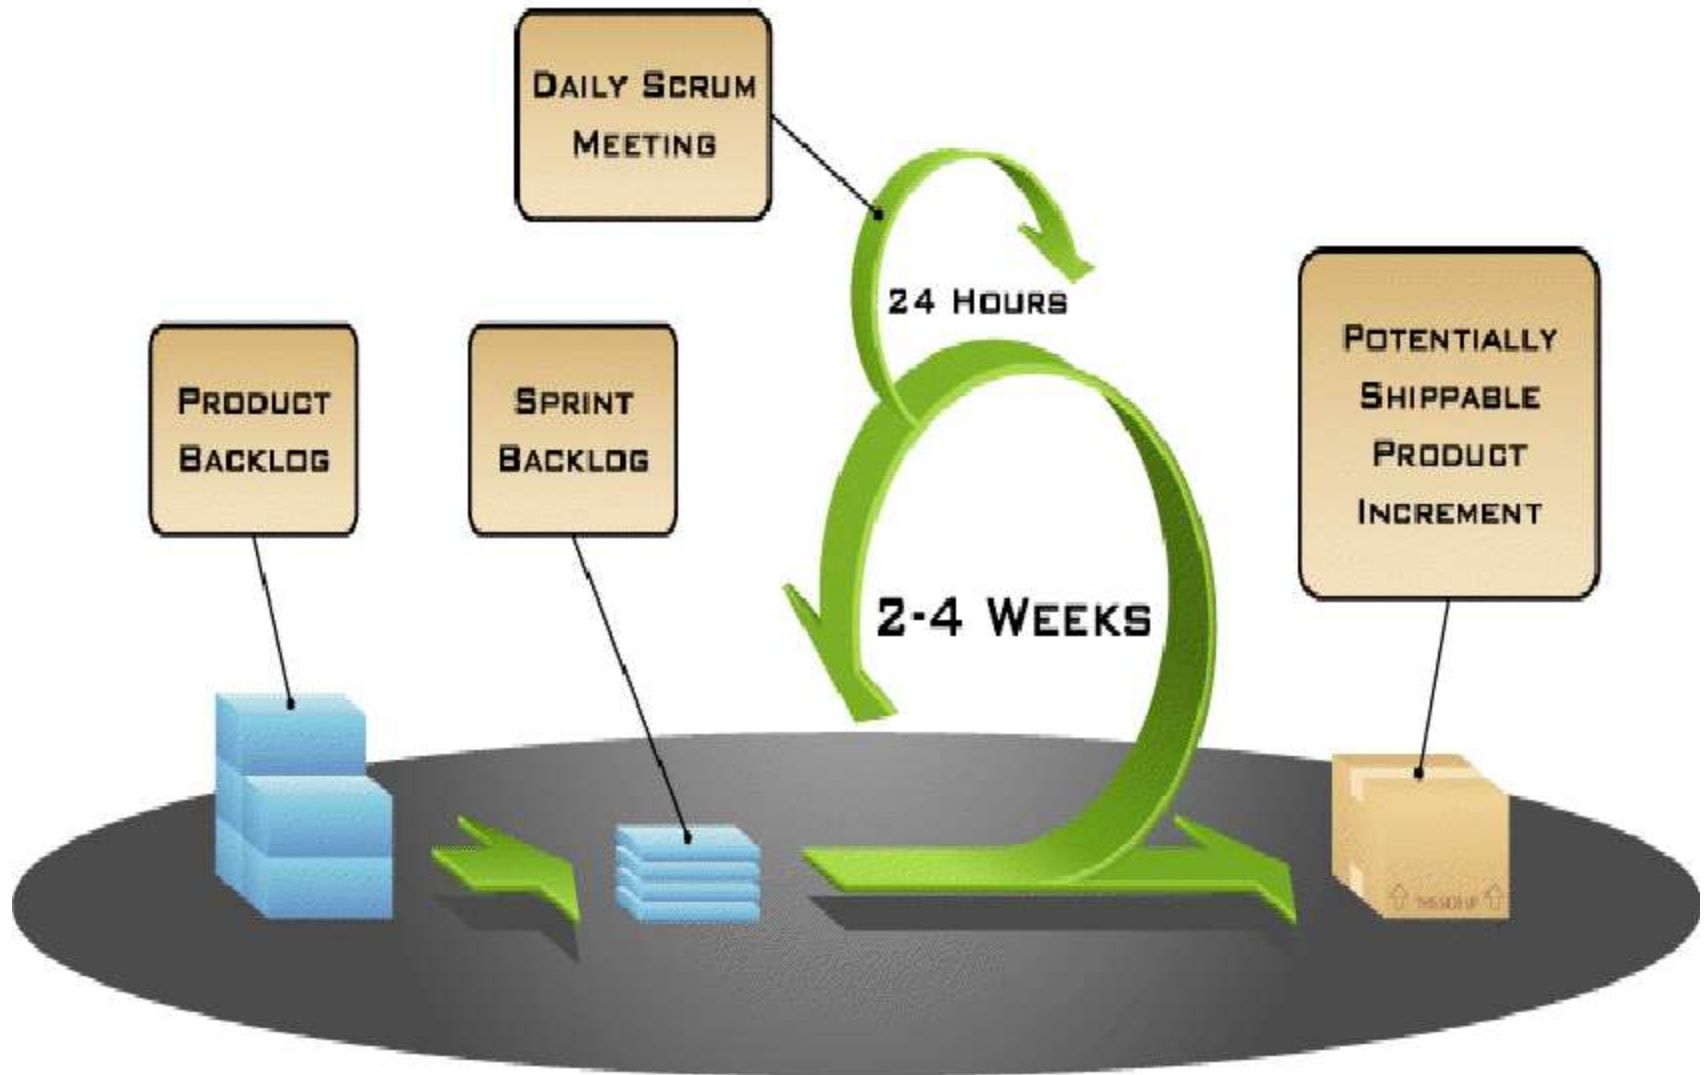 DAILY SCRUM
MEETING
24 HOURS
PRODUCT
BACKLOG
SPRINT
BACKLOG
2-4 WEEKS
POTENTIALLY
SHIPPABLE
PRODUCT
INCREMENT